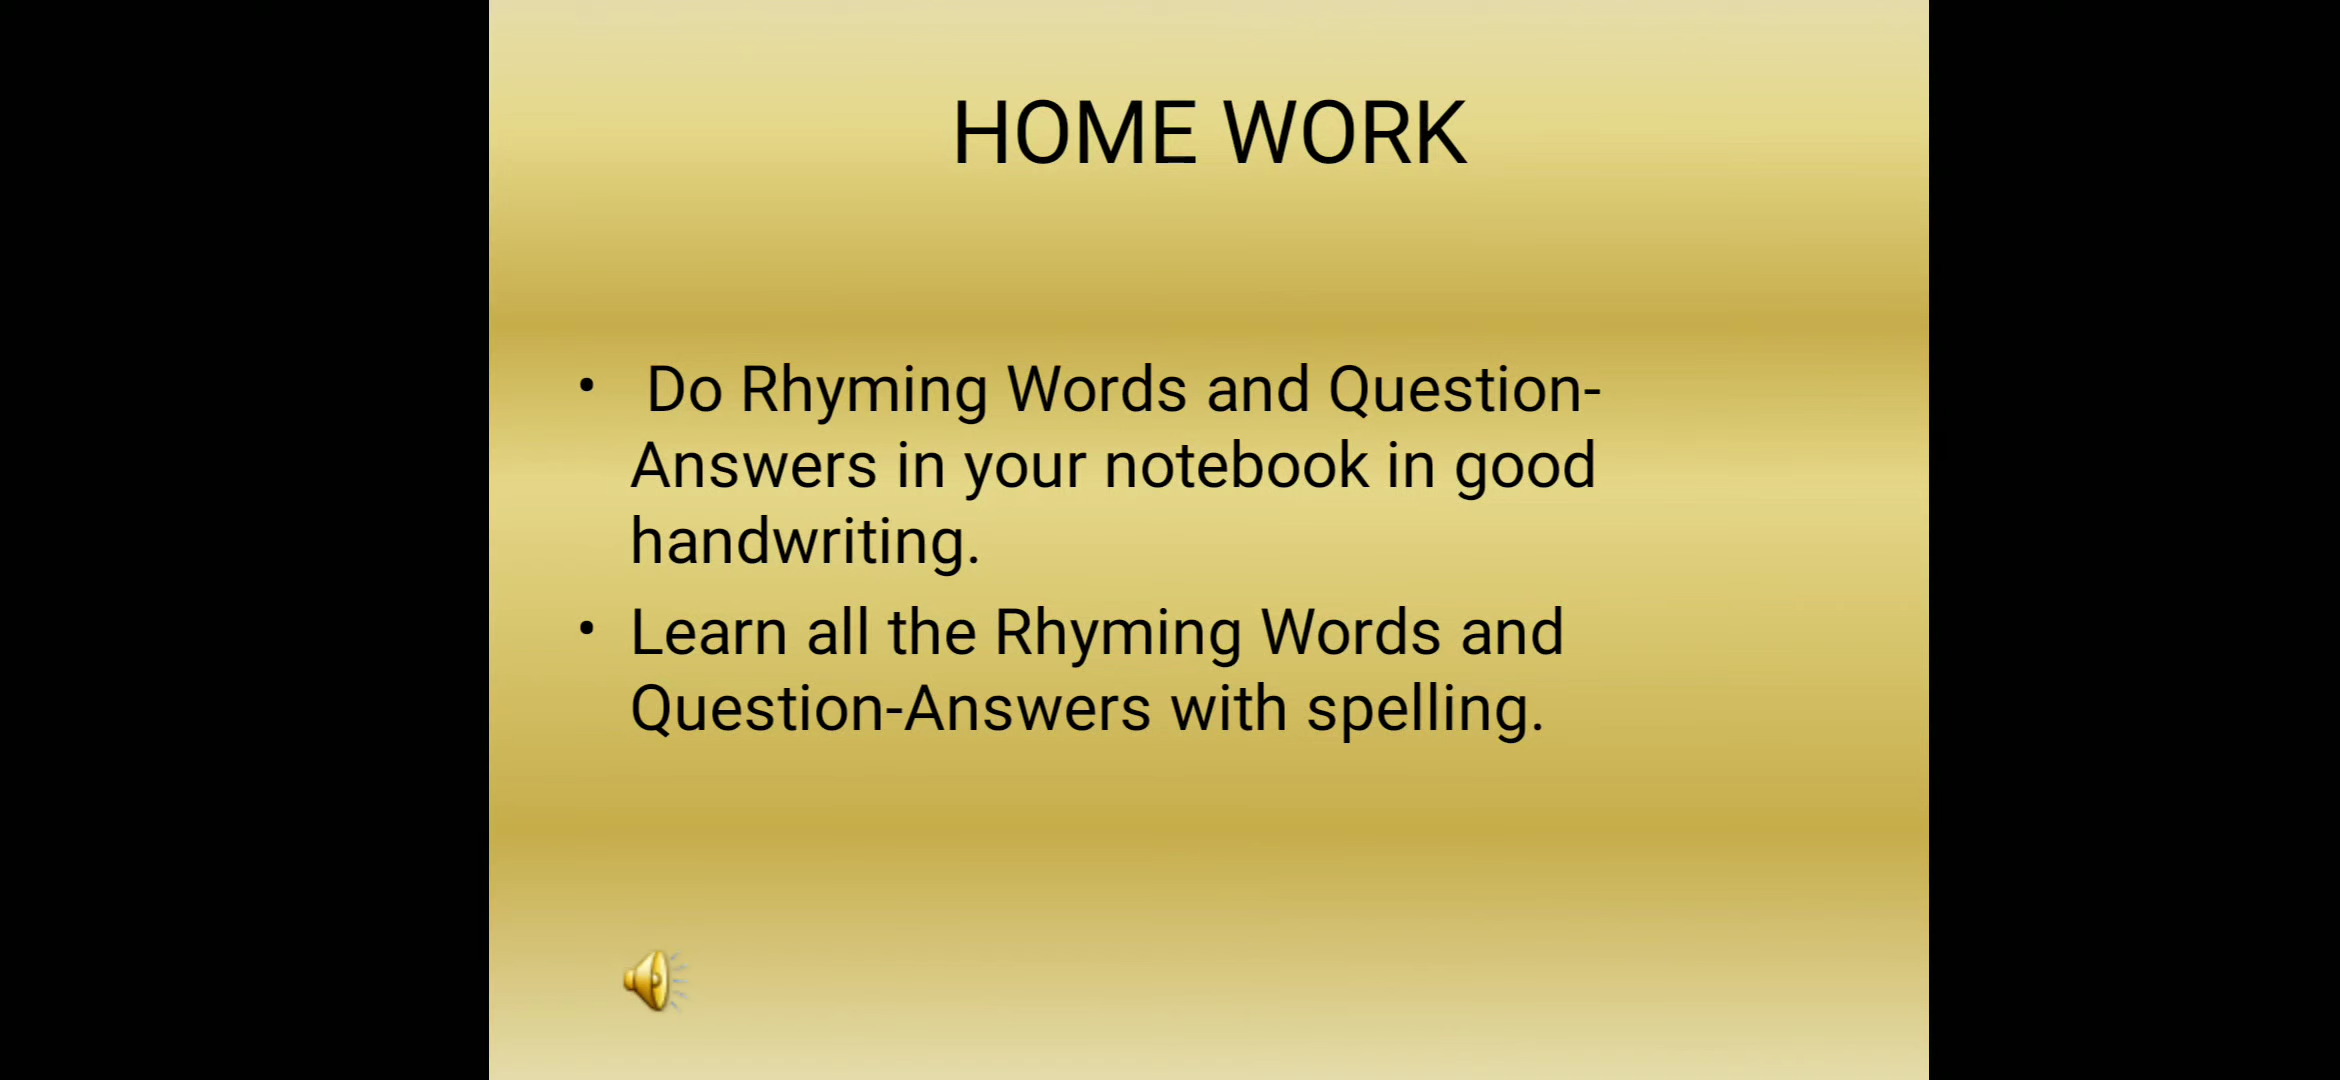 HOME WORK
• Do Rhyming Words and Question-
Answers in your notebook in good
handwriting.
• Learn all the Rhyming Words and
Question-Answers with spelling.